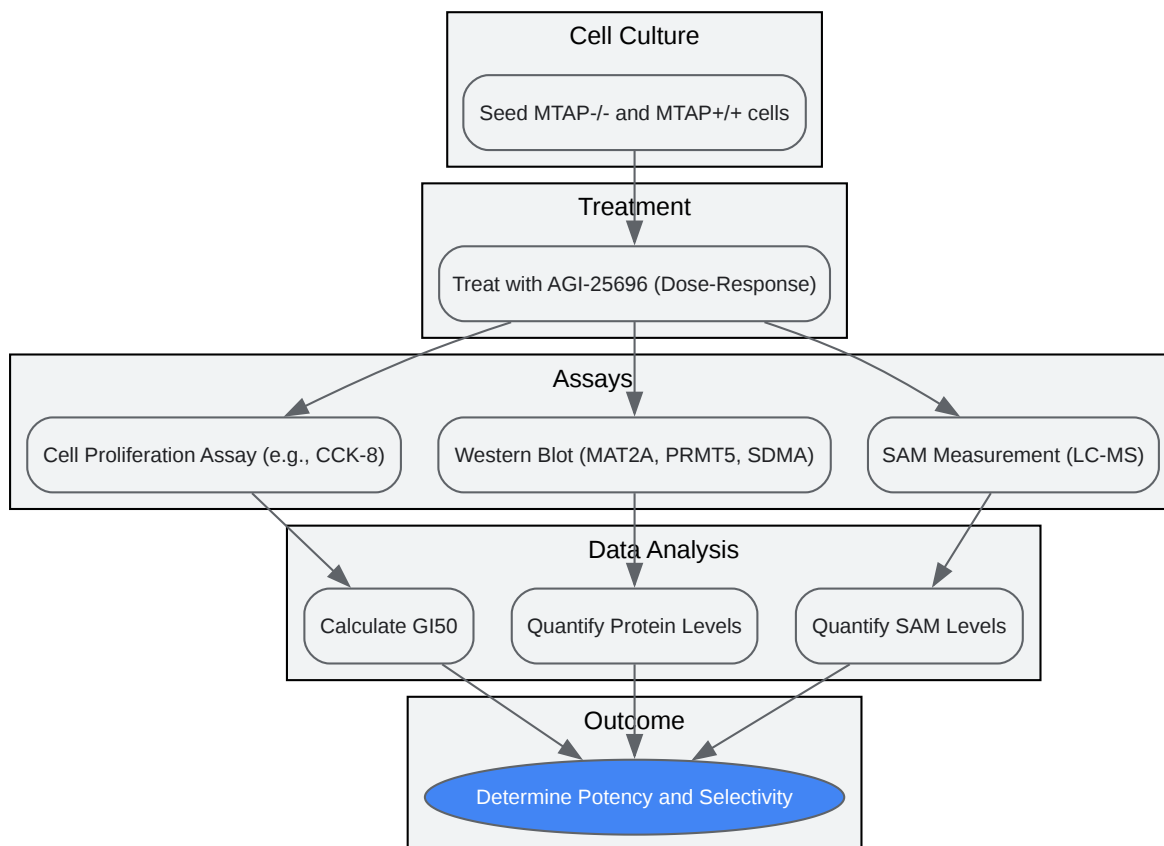 Cell Culture
Seed MTAP-/- and MTAP+/+ cells
Treatment
Treat with AGI-25696 (Dose-Response)
Assays
Cell Proliferation Assay (e.g., CCK-8)
Western Blot (MAT2A, PRMT5, SDMA)
SAM Measurement (LC-MS)
Data Analysis
Calculate GI50
Quantify Protein Levels
Quantify SAM Levels
Outcome
Determine Potency and Selectivity